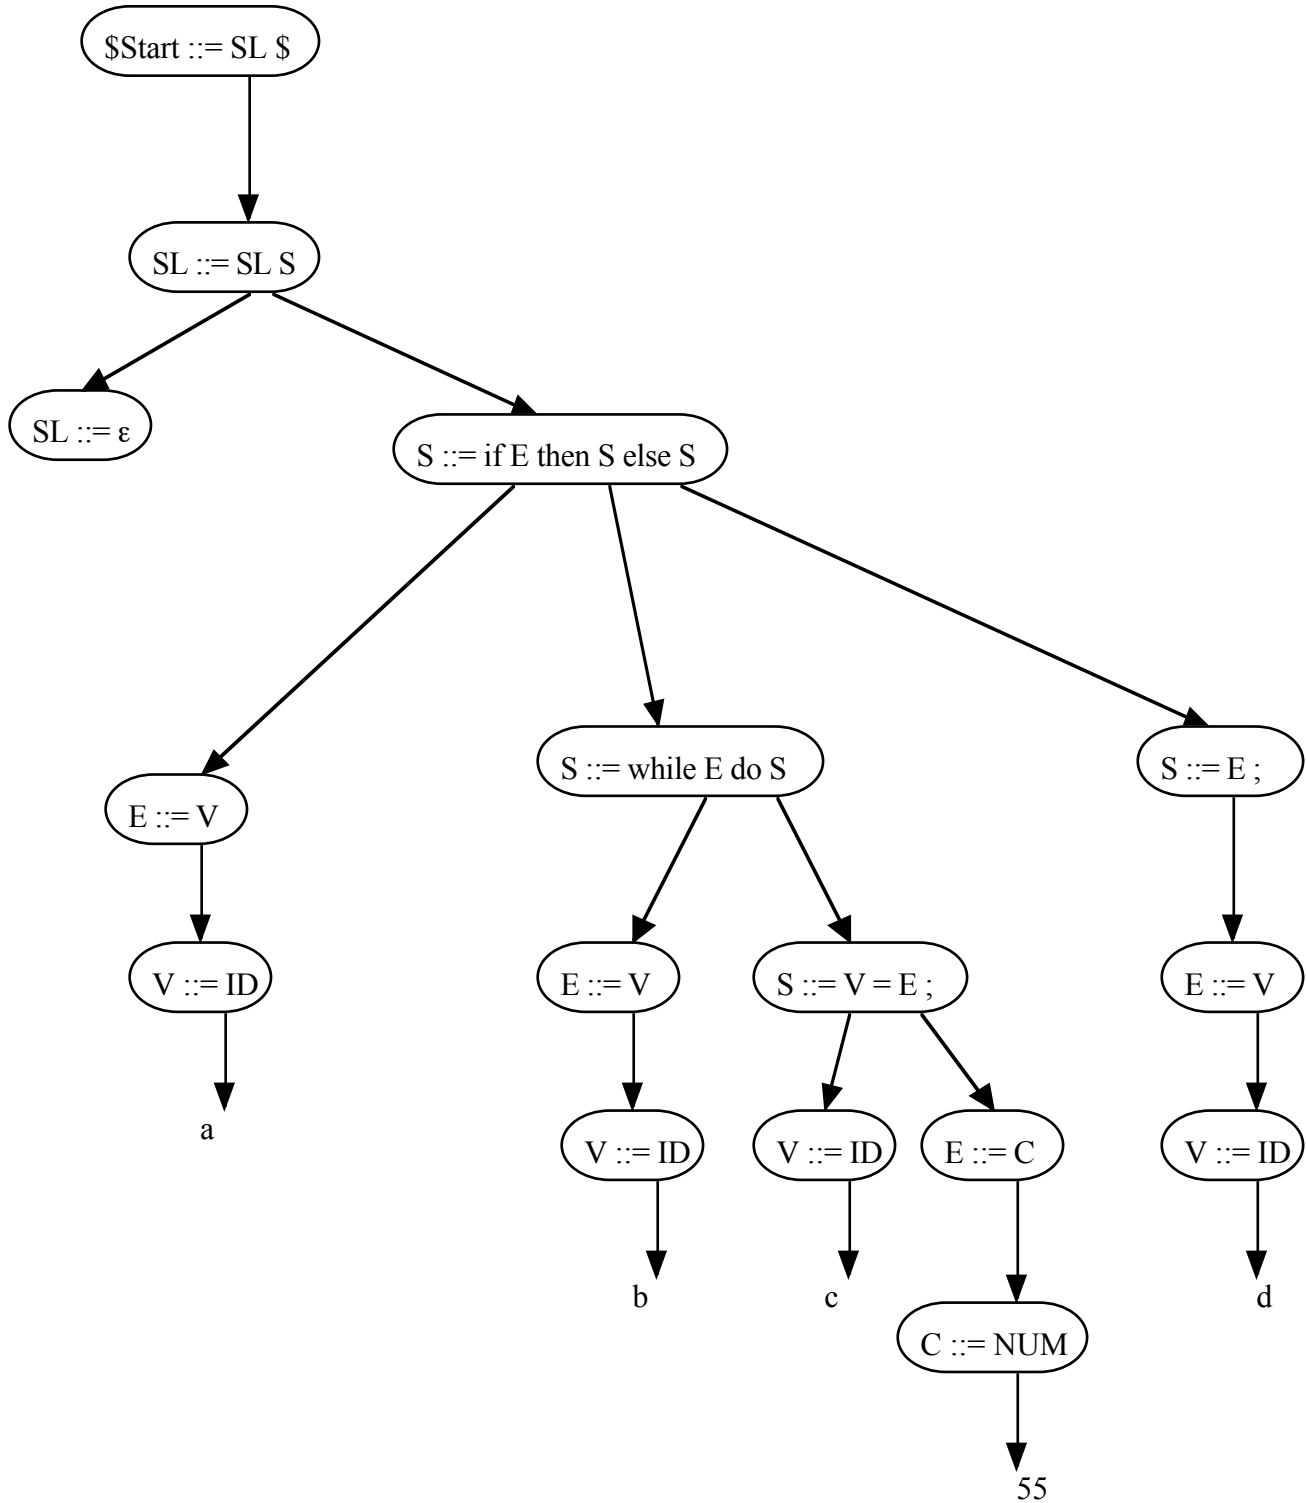 $Start ::= SL $
SL ::= SL S
SL ::= ε
S ::= if E then S else S
E ::= V
S ::= while E do S
S ::= E ;
V ::= ID
E ::= V
S ::= V = E ;
E ::= V
a
V ::= ID
V ::= ID
E ::= C
V ::= ID
b
c
d
C ::= NUM
55